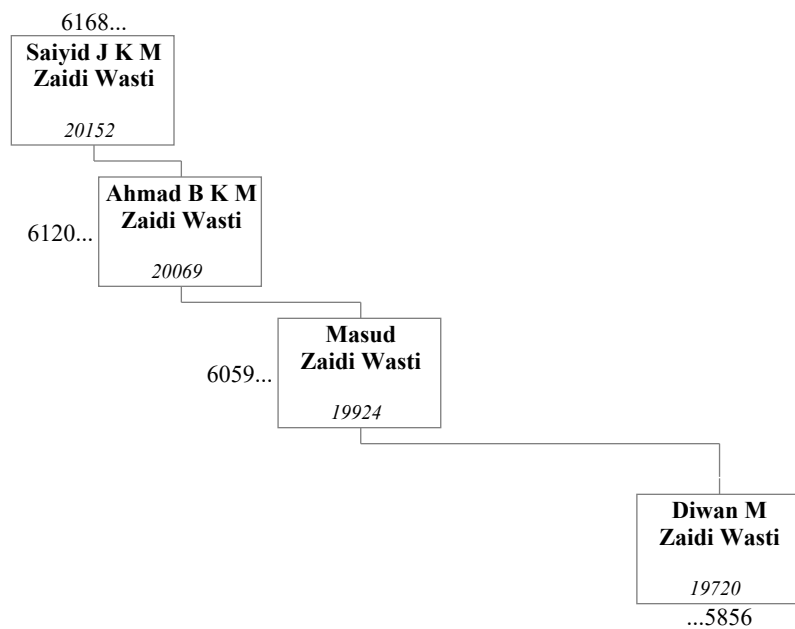 6168...
Saiyid J K M
Zaidi Wasti
20152
Ahmad B K M
Zaidi Wasti
6120...
20069
Masud
Zaidi Wasti
6059...
19924
Diwan M
Zaidi Wasti
19720
...5856